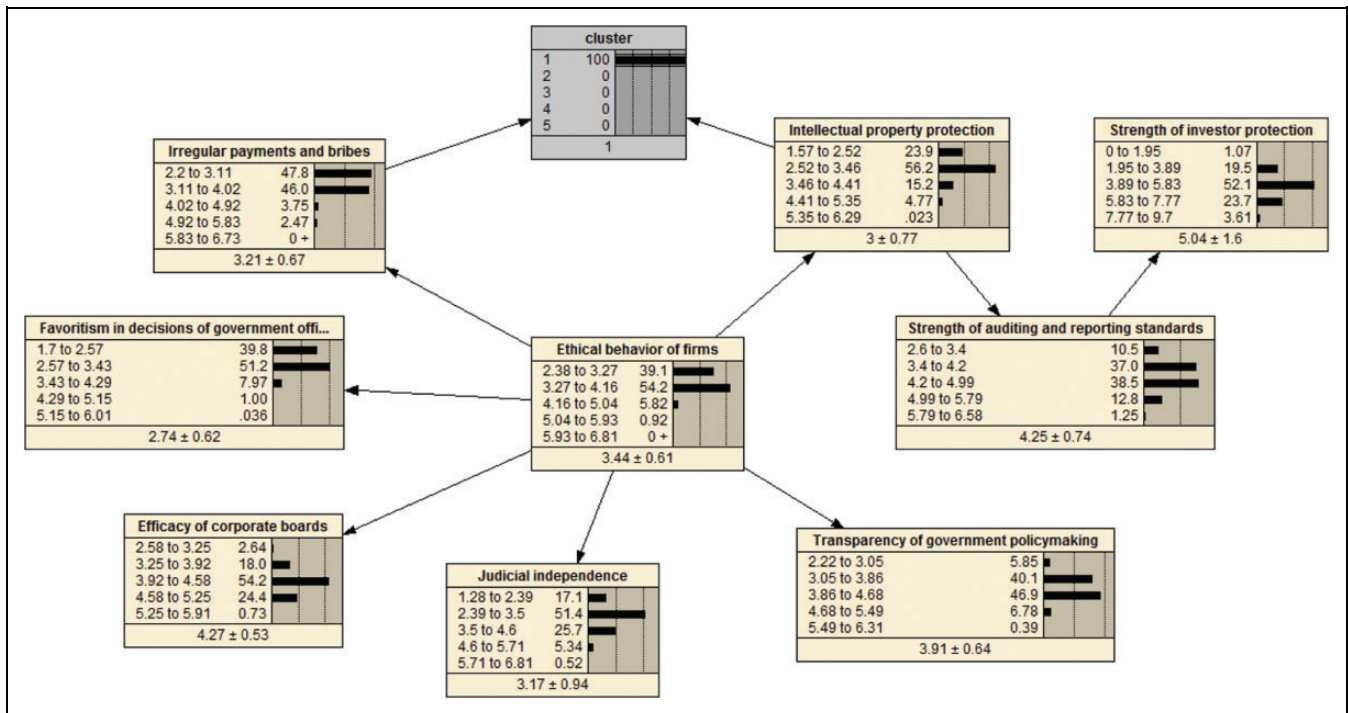 cluster
1 100
2 0
3 0
4 0
5 0
1
Irregular payments and bribes
2.2 to 3.11 47.8
3.11 to 4.02 46.0
4.02 to 4.92 3.75
4.92 to 5.83 2.47
5.83 to 6.73 0 +
3.21 ± 0.67
Intellectual property protection
1.57 to 2.52 23.9
2.52 to 3.46 56.2
3.46 to 4.41 15.2
4.41 to 5.35 4.77
5.35 to 6.29 .023
3 ± 0.77
Strength of investor protection
0 to 1.95 1.07
1.95 to 3.89 19.5
3.89 to 5.83 52.1
5.83 to 7.77 23.7
7.77 to 9.7 3.61
5.04 ± 1.6
Favoritism in decisions of government offi...
1.7 to 2.57 39.8
2.57 to 3.43 51.2
3.43 to 4.29 7.97
4.29 to 5.15 1.00
5.15 to 6.01 .036
2.74 ± 0.62
Ethical behavior of firms
2.38 to 3.27 39.1
3.27 to 4.16 54.2
4.16 to 5.04 5.82
5.04 to 5.93 0.92
5.93 to 6.81 0 +
3.44 ± 0.61
Strength of auditing and reporting standards
2.6 to 3.4 10.5
3.4 to 4.2 37.0
4.2 to 4.99 38.5
4.99 to 5.79 12.8
5.79 to 6.58 1.25
4.25 ± 0.74
Efficacy of corporate boards
2.58 to 3.25 2.64
3.25 to 3.92 18.0
3.92 to 4.58 54.2
4.58 to 5.25 24.4
5.25 to 5.91 0.73
4.27 ± 0.53
Judicial independence
1.28 to 2.39 17.1
2.39 to 3.5 51.4
3.5 to 4.6 25.7
4.6 to 5.71 5.34
5.71 to 6.81 0.52
3.17 ± 0.94
Transparency of government policymaking
2.22 to 3.05 5.85
3.05 to 3.86 40.1
3.86 to 4.68 46.9
4.68 to 5.49 6.78
5.49 to 6.31 0.39
3.91 ± 0.64